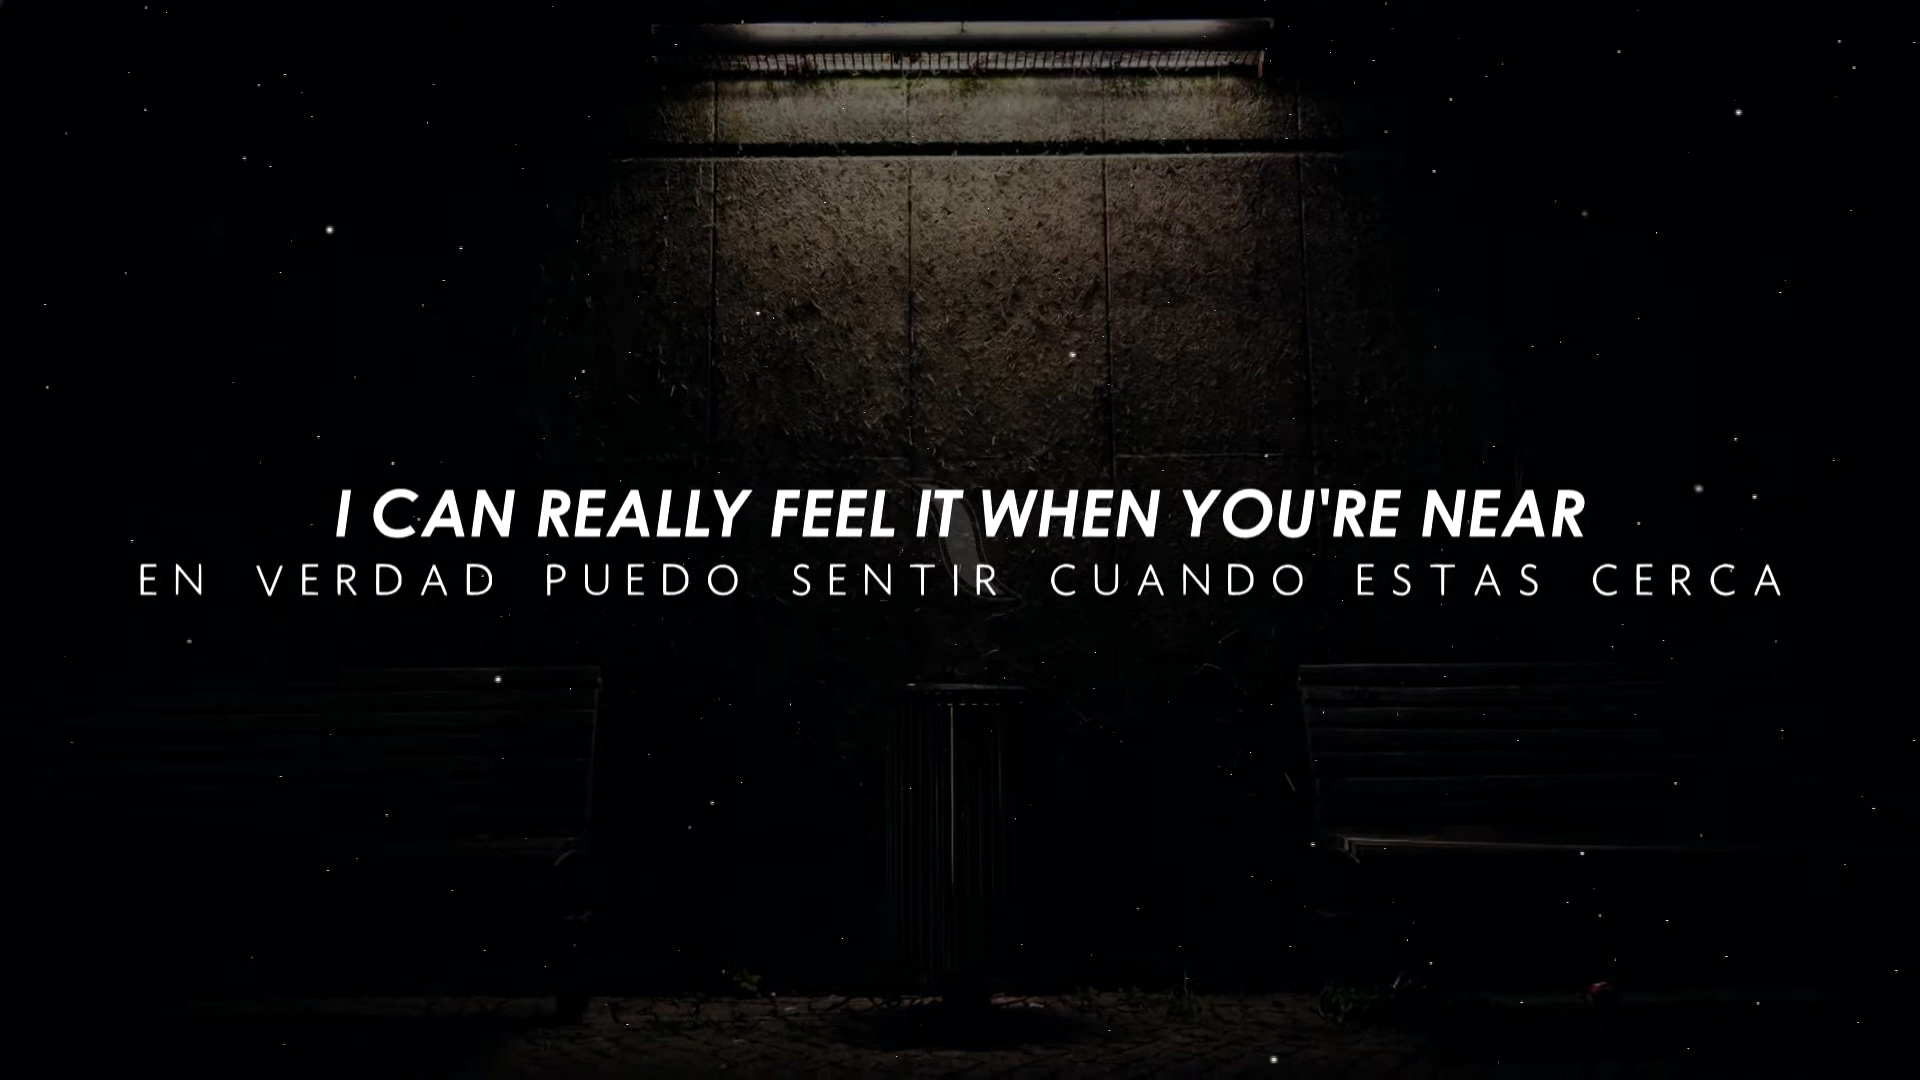 I CAN REALLY FEEL IT WHEN YOU'RE NEAR
EN VERDAD PUEDO SENTIR CUANDO ESTAS CERCA